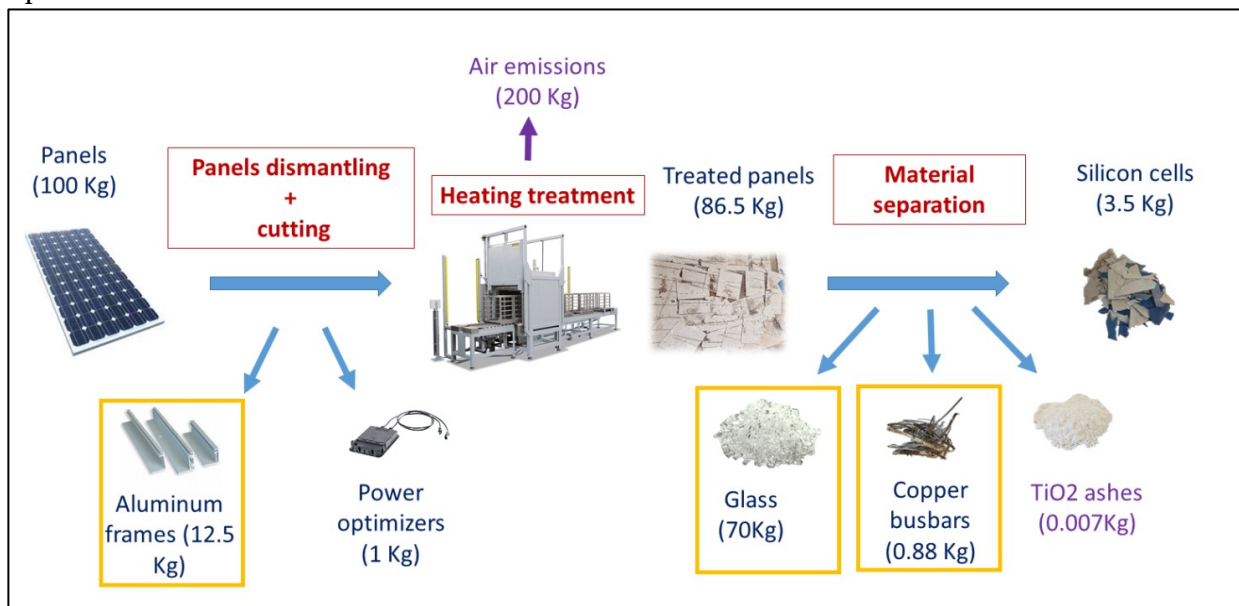 Air emissions
(200 Kg)
Panels
(100 Kg)
Panels dismantling
+
cutting
Heating treatment
Treated panels
(86.5 Kg)
Material
separation
Silicon cells
(3.5 Kg)
Aluminum
frames (12.5
Kg)
Power
optimizers
(1 Kg)
Glass
(70Kg)
Copper
busbars
(0.88 Kg)
TiO2 ashes
(0.007Kg)